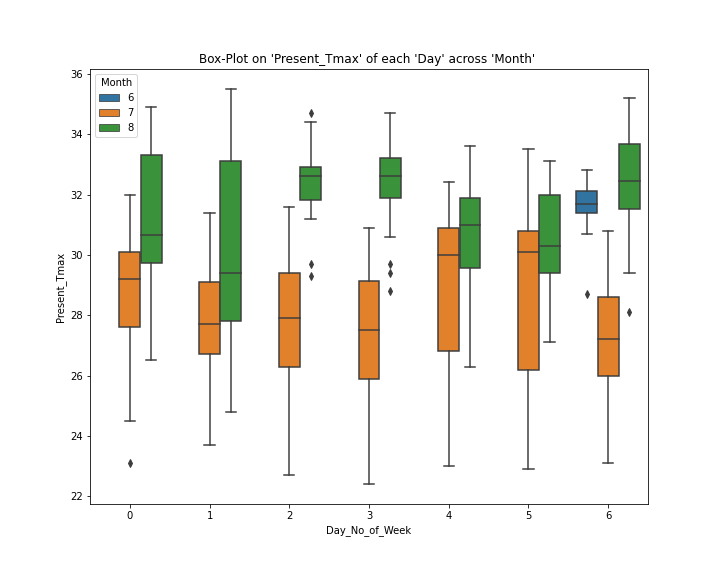 Box-Plot on 'Present_Tmax' of each 'Day' across 'Month'
Month
6
7
8
36
34
32
30
28
26
24
22
Present_Tmax
0 1 2 3 4 5 6
Day_No_of_Week